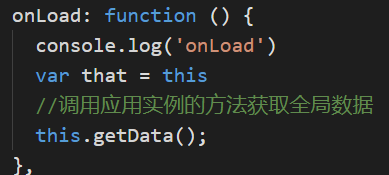 onLoad: function () {
console.log('onLoad')
var that = this
//调用应用实例的方法获取全局数据
this.getData();
},